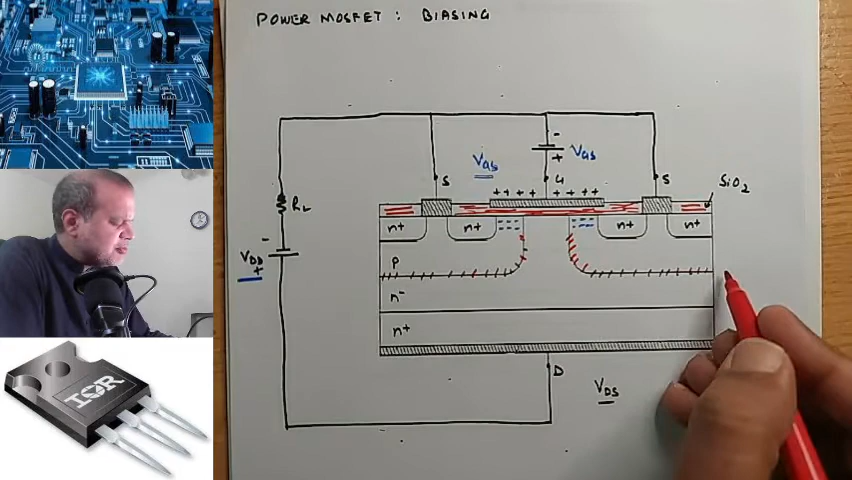 POWER MOSFET : BIASING
-
VGS
+
VGS
S
G
S
SiO2
+ + + +
+ + + +
RL
n+
n+
n+
n+
-
VDD
+
P
n-
n+
D
VDS
IOR